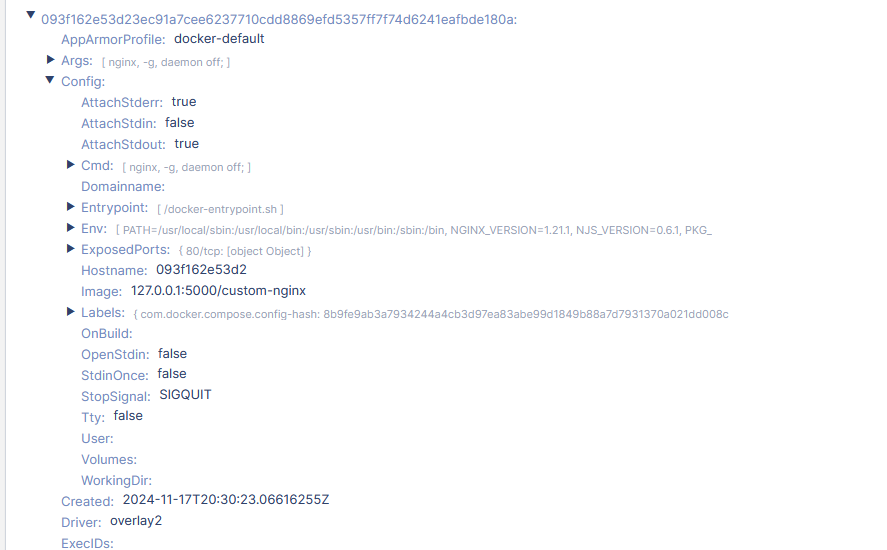 093f162e53d23ec91a7cee6237710cdd8869efd5357ff7f74d6241eafbde180a:
AppArmorProfile: docker-default
Args: [ nginx, -g, daemon off; ]
Config:
AttachStderr: true
AttachStdin: false
AttachStdout: true
Cmd: [ nginx, -g, daemon off; ]
Domainname:
Entrypoint: [ /docker-entrypoint.sh ]
Env: [ PATH=/usr/local/sbin:/usr/local/bin:/usr/sbin:/usr/bin:/sbin:/bin, NGINX_VERSION=1.21.1, NJS_VERSION=0.6.1, PKG_
ExposedPorts: { 80/tcp: [object Object] }
Hostname: 093f162e53d2
Image: 127.0.0.1:5000/custom-nginx
Labels: { com.docker.compose.config-hash: 8b9fe9ab3a7934244a4cb3d97ea83abe99d1849b88a7d7931370a021dd008c
OnBuild:
OpenStdin: false
StdinOnce: false
StopSignal: SIGQUIT
Tty: false
User:
Volumes:
WorkingDir:
Created: 2024-11-17T20:30:23.06616255Z
Driver: overlay2
ExecIDs: